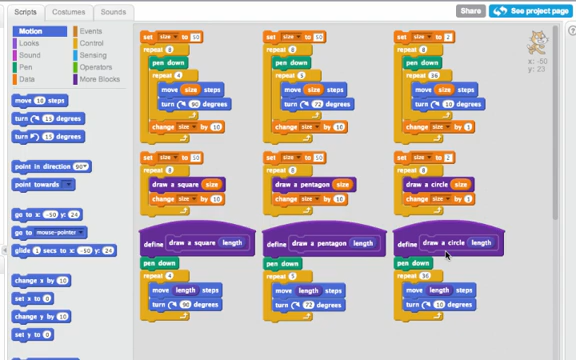 Scripts
Costumes
Sounds
Share
See project page
Motion
Events
Looks
Control
Sound
Sensing
Pen
Operators
Data
More Blocks
move 10 steps
turn 15 degrees
turn 15 degrees
point in direction 90
point towards
go to x: -50 y: 24
go to mouse-pointer
glide 1 secs to x: -50 y: 24
change x by 10
set x to 0
change y by 10
set y to 0
set size to 10
repeat 8
pen down
repeat 4
move size steps
turn 90 degrees
change size by 10
set size to 10
repeat 8
pen down
repeat 5
move size steps
turn 72 degrees
change size by 10
set size to 2
repeat 8
pen down
repeat 36
move size steps
turn 10 degrees
change size by 1
x: -50
y: 23
set size to 10
repeat 8
draw a square size
change size by 10
set size to 10
repeat 8
draw a pentagon size
change size by 10
set size to 2
repeat 8
draw a circle size
change size by 1
define draw a square length
pen down
repeat 4
move length steps
turn 90 degrees
define draw a pentagon length
pen down
repeat 5
move length steps
turn 72 degrees
define draw a circle length
pen down
repeat 36
move length steps
turn 10 degrees